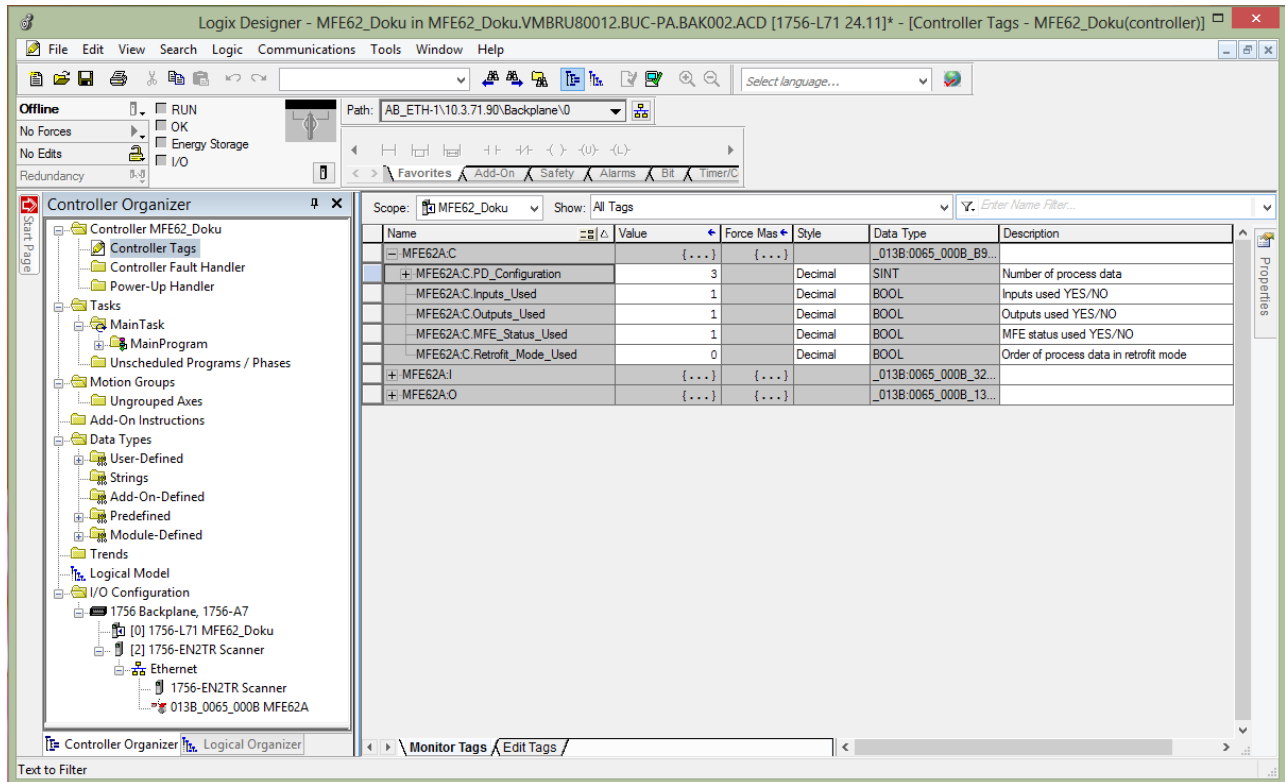 Logix Designer - MFE62_Doku in MFE62_Doku.VMBRU80012.BUC-PA.BAK002.ACD [1756-L71 24.11]* - [Controller Tags - MFE62_Doku(controller)]
File Edit View Search Logic Communications Tools Window Help
Select language...
Offline RUN Path: AB_ETH-1\10.3.71.90\Backplane\0
No Forces OK
No Edits Energy Storage
Redundancy I/O
Favorites Add-On Safety Alarms Bit Timer/C
Start Page
Controller Organizer
Controller MFE62_Doku
Controller Tags
Controller Fault Handler
Power-Up Handler
Tasks
MainTask
MainProgram
Unscheduled Programs / Phases
Motion Groups
Ungrouped Axes
Add-On Instructions
Data Types
User-Defined
Strings
Add-On-Defined
Predefined
Module-Defined
Trends
Logical Model
I/O Configuration
1756 Backplane, 1756-A7
[0] 1756-L71 MFE62_Doku
[2] 1756-EN2TR Scanner
Ethernet
1756-EN2TR Scanner
013B_0065_000B MFE62A
Controller Organizer Logical Organizer
Scope: MFE62_Doku Show: All Tags Enter Name Filter...
Name Value Force Mas Style Data Type Description
MFE62A:C {...} {...} _013B:0065_000B_B9...
MFE62A:C.PD_Configuration 3 Decimal SINT Number of process data
MFE62A:C.Inputs_Used 1 Decimal BOOL Inputs used YES/NO
MFE62A:C.Outputs_Used 1 Decimal BOOL Outputs used YES/NO
MFE62A:C.MFE_Status_Used 1 Decimal BOOL MFE status used YES/NO
MFE62A:C.Retrofit_Mode_Used 0 Decimal BOOL Order of process data in retrofit mode
MFE62A:I {...} {...} _013B:0065_000B_32...
MFE62A:O {...} {...} _013B:0065_000B_13...
Properties
Monitor Tags Edit Tags
Text to Filter